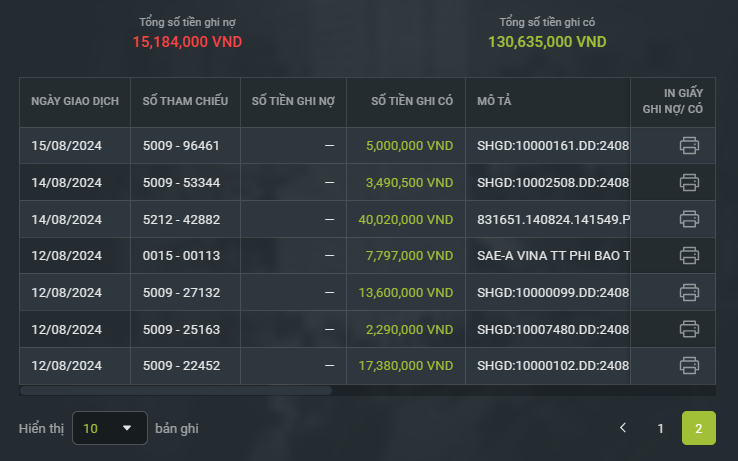 Tổng số tiền ghi nợ Tổng số tiền ghi có
15,184,000 VND 130,635,000 VND
NGÀY GIAO DỊCH SỐ THAM CHIẾU SỐ TIỀN GHI NỢ SỐ TIỀN GHI CÓ MÔ TẢ IN GIẤY
GHI NỢ/ CÓ
15/08/2024 5009 - 96461 — 5,000,000 VND SHGD:10000161.DD:2408
14/08/2024 5009 - 53344 — 3,490,500 VND SHGD:10002508.DD:2408
14/08/2024 5212 - 42882 — 40,020,000 VND 831651.140824.141549.P
12/08/2024 0015 - 00113 — 7,797,000 VND SAE-A VINA TT PHI BAO T
12/08/2024 5009 - 27132 — 13,600,000 VND SHGD:10000099.DD:2408
12/08/2024 5009 - 25163 — 2,290,000 VND SHGD:10007480.DD:2408
12/08/2024 5009 - 22452 — 17,380,000 VND SHGD:10000102.DD:2408
Hiển thị 10 bản ghi 1 2